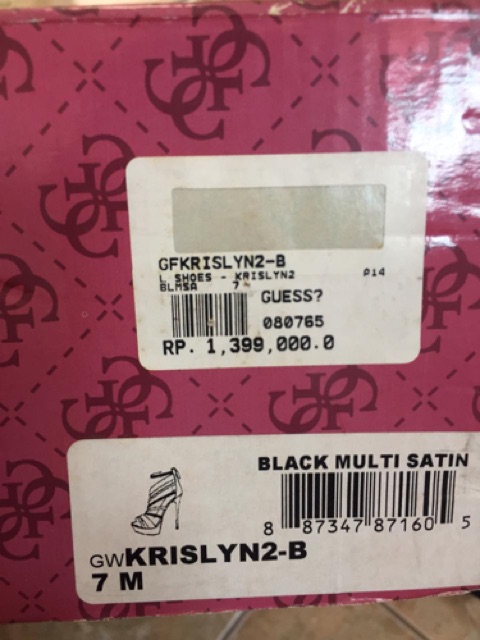 GFKRISLYN2-B
L SHOES - KRISLYN2 P14
BLMSA 7
GUESS?
080765
RP. 1,399,000.0
BLACK MULTI SATIN
8 87347 87160 5
GWKRISLYN2-B
7 M